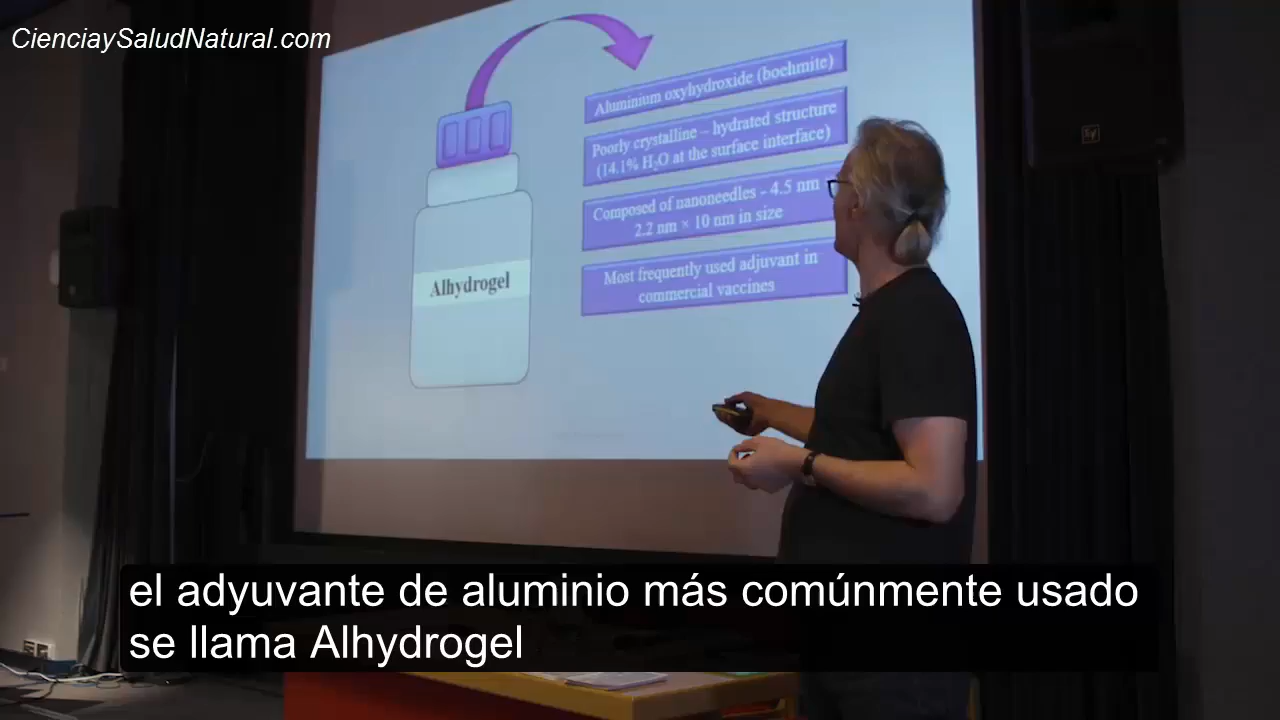 CienciaySaludNatural.com
Aluminium oxyhydroxide (boehmite)
Poorly crystalline – hydrated structure
(14.1% H₂O at the surface interface)
Composed of nanoneedles - 4.5 nm
2.2 nm × 10 nm in size
Most frequently used adjuvant in
commercial vaccines
Alhydrogel
el adyuvante de aluminio más comúnmente usado
se llama Alhydrogel